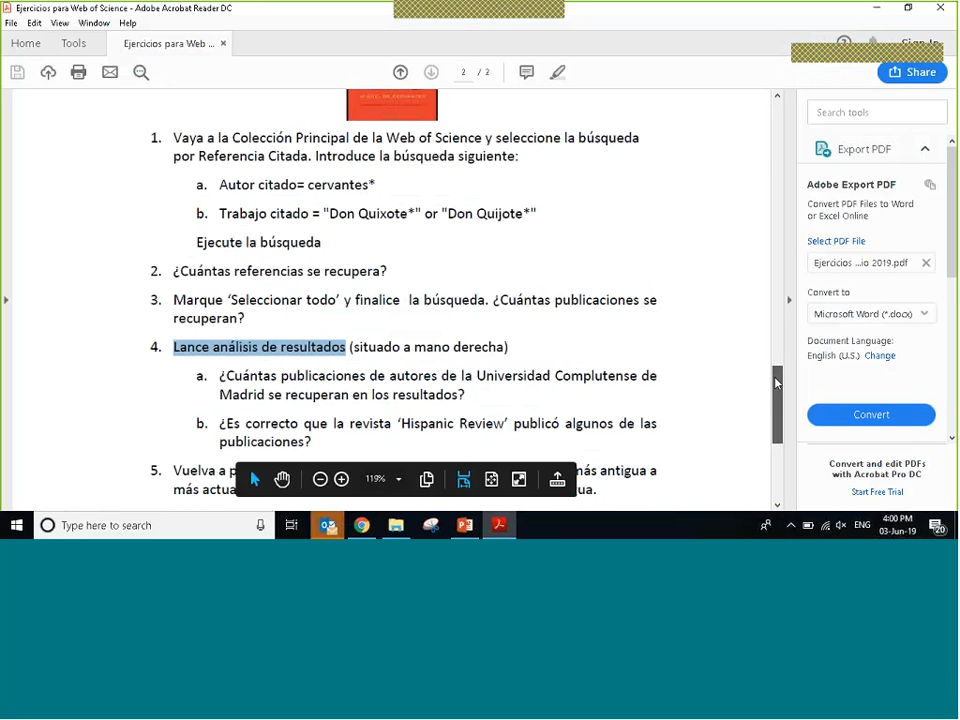 Ejercicios para Web of Science - Adobe Acrobat Reader DC
File Edit View Window Help
Home Tools Ejercicios para Web ... ×
2 / 2
Share
1. Vaya a la Colección Principal de la Web of Science y seleccione la búsqueda
por Referencia Citada. Introduce la búsqueda siguiente:
a. Autor citado= cervantes*
b. Trabajo citado = "Don Quixote*" or "Don Quijote*"
Ejecute la búsqueda
2. ¿Cuántas referencias se recupera?
3. Marque ‘Seleccionar todo’ y finalice la búsqueda. ¿Cuántas publicaciones se
recuperan?
4. Lance análisis de resultados (situado a mano derecha)
a. ¿Cuántas publicaciones de autores de la Universidad Complutense de
Madrid se recuperan en los resultados?
b. ¿Es correcto que la revista ‘Hispanic Review’ publicó algunos de las
publicaciones?
5. Vuelva a más antigua a
más
119%
Search tools
Export PDF
Adobe Export PDF
Convert PDF Files to Word
or Excel Online
Select PDF File
Ejercicios ...io 2019.pdf
Convert to
Microsoft Word (*.docx)
Document Language:
English (U.S.) Change
Convert
Convert and edit PDFs
with Acrobat Pro DC
Start Free Trial
Type here to search
ENG
4:00 PM
03-Jun-19
20